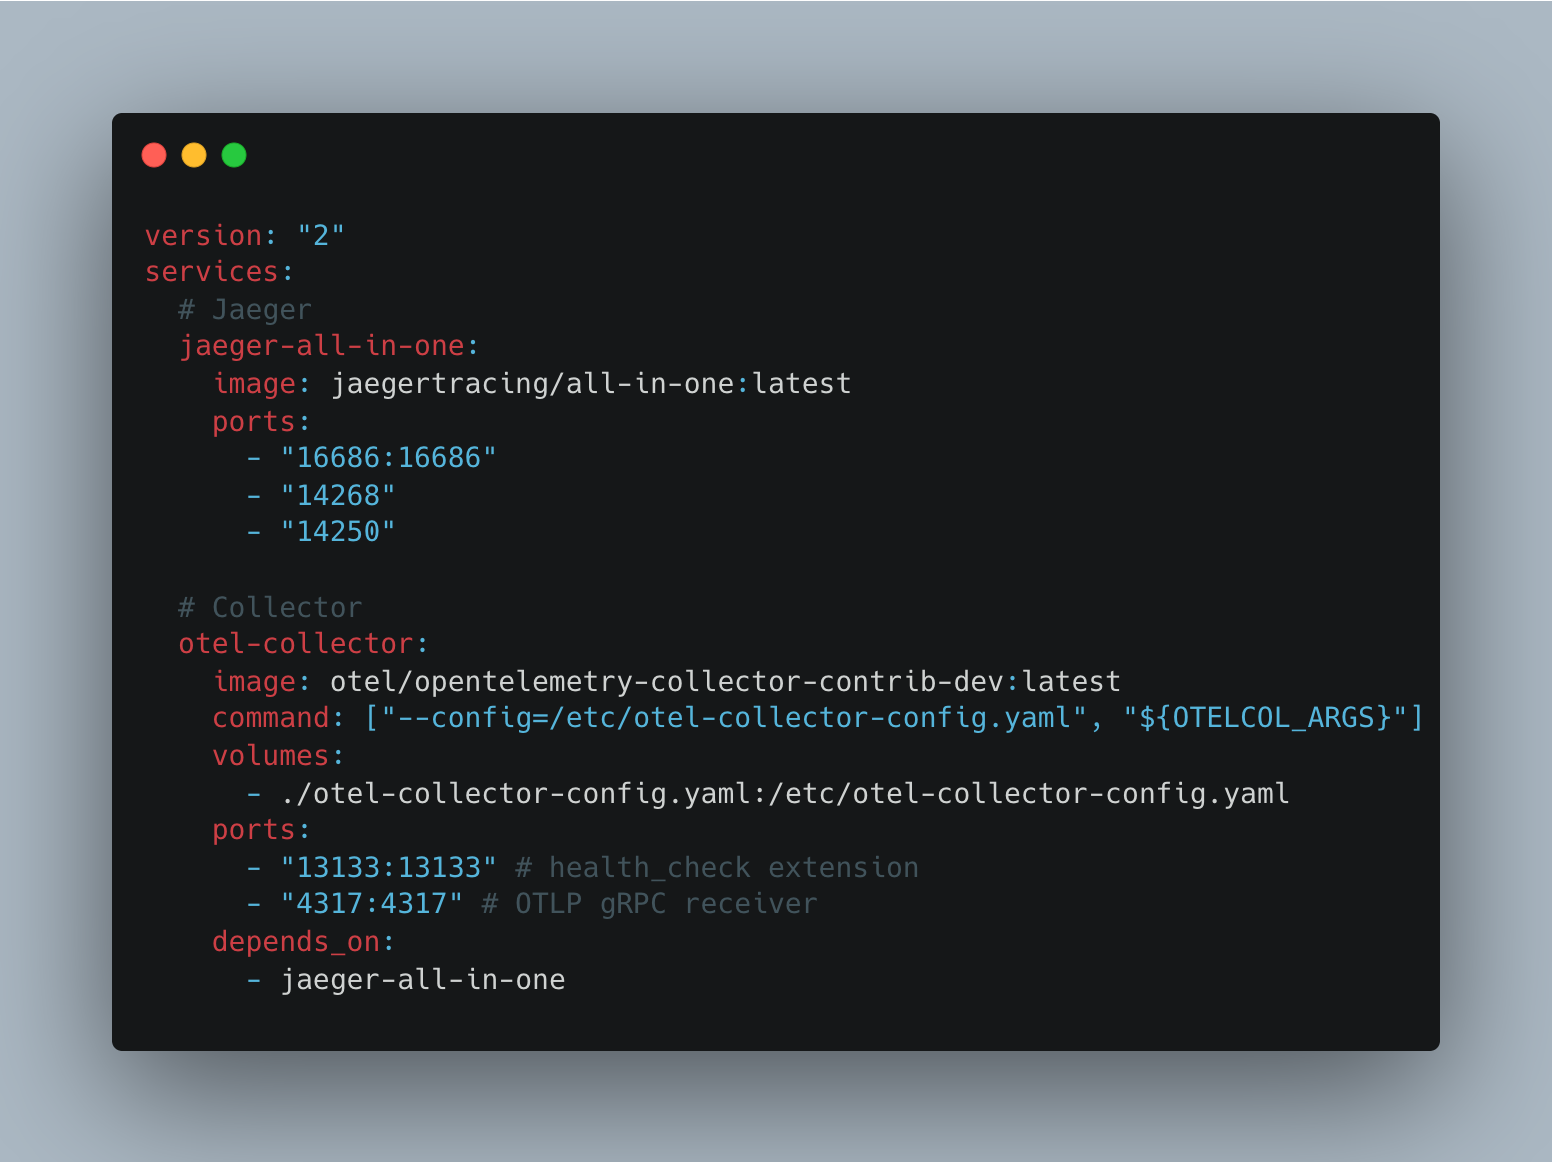 version: "2"
services:
  # Jaeger
  jaeger-all-in-one:
    image: jaegertracing/all-in-one:latest
    ports:
      - "16686:16686"
      - "14268"
      - "14250"

  # Collector
  otel-collector:
    image: otel/opentelemetry-collector-contrib-dev:latest
    command: ["--config=/etc/otel-collector-config.yaml", "${OTELCOL_ARGS}"]
    volumes:
      - ./otel-collector-config.yaml:/etc/otel-collector-config.yaml
    ports:
      - "13133:13133" # health_check extension
      - "4317:4317" # OTLP gRPC receiver
    depends_on:
      - jaeger-all-in-one